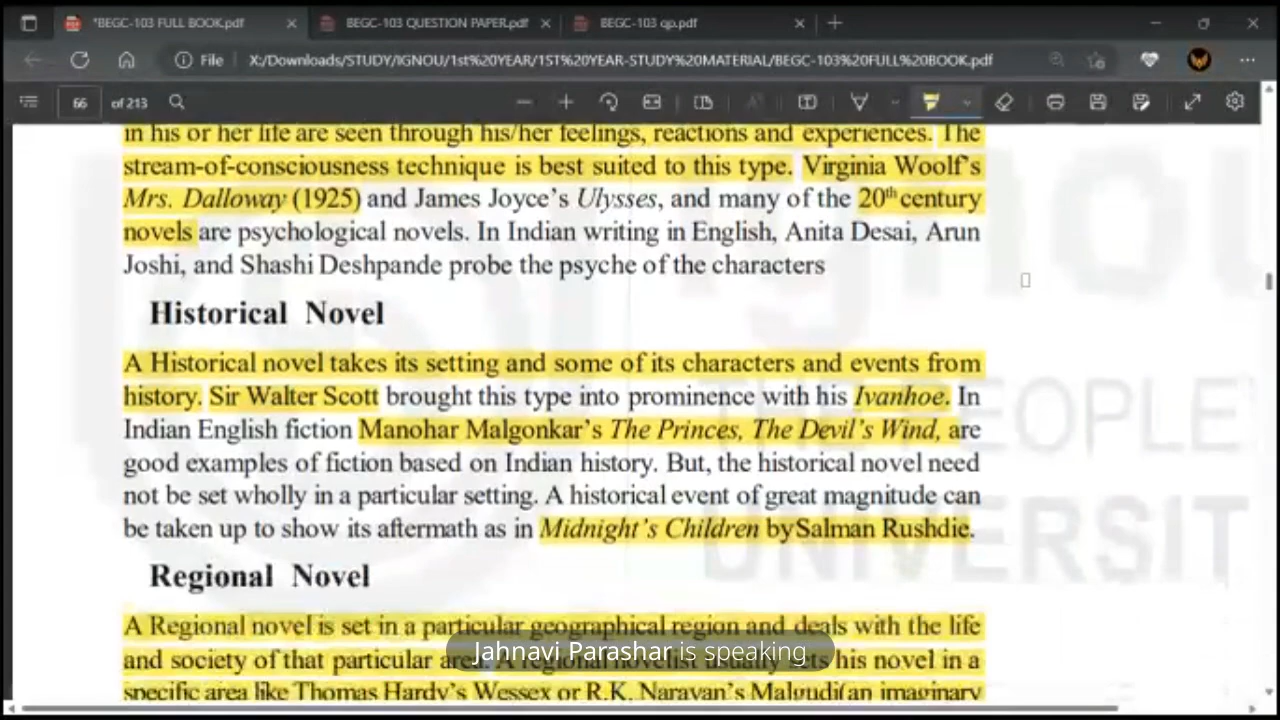 *BEGC-103 FULL BOOK.pdf
BEGC-103 QUESTION PAPER.pdf
BEGC-103 qp.pdf
File X:/Downloads/STUDY/IGNOU/1st%20YEAR/1ST%20YEAR-STUDY%20MATERIAL/BEGC-103%20FULL%20BOOK.pdf
66 of 213
in his or her life are seen through his/her feelings, reactions and experiences. The
stream-of-consciousness technique is best suited to this type. Virginia Woolf's
Mrs. Dalloway (1925) and James Joyce's Ulysses, and many of the 20th century
novels are psychological novels. In Indian writing in English, Anita Desai, Arun
Joshi, and Shashi Deshpande probe the psyche of the characters
Historical Novel
A Historical novel takes its setting and some of its characters and events from
history. Sir Walter Scott brought this type into prominence with his Ivanhoe. In
Indian English fiction Manohar Malgonkar's The Princes, The Devil's Wind, are
good examples of fiction based on Indian history. But, the historical novel need
not be set wholly in a particular setting. A historical event of great magnitude can
be taken up to show its aftermath as in Midnight's Children bySalman Rushdie.
Regional Novel
A Regional novel is set in a particular geographical region and deals with the life
and society of that particular area. A regional novelist usually sets his novel in a
specific area like Thomas Hardy's Wessex or R.K. Narayan's Malgudi(an imaginary
Jahnavi Parashar is speaking
ignou
THE PEOPLE
UNIVERSIT